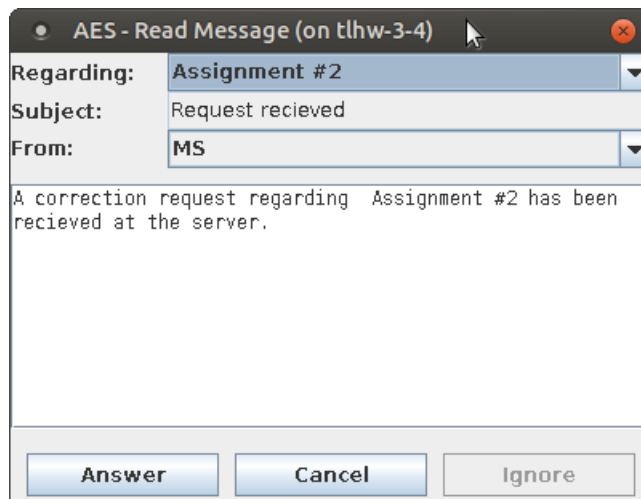 AES - Read Message (on tlhw-3-4)
Regarding: Assignment #2
Subject: Request recieved
From: MS
A correction request regarding  Assignment #2 has been
recieved at the server.
Answer Cancel Ignore